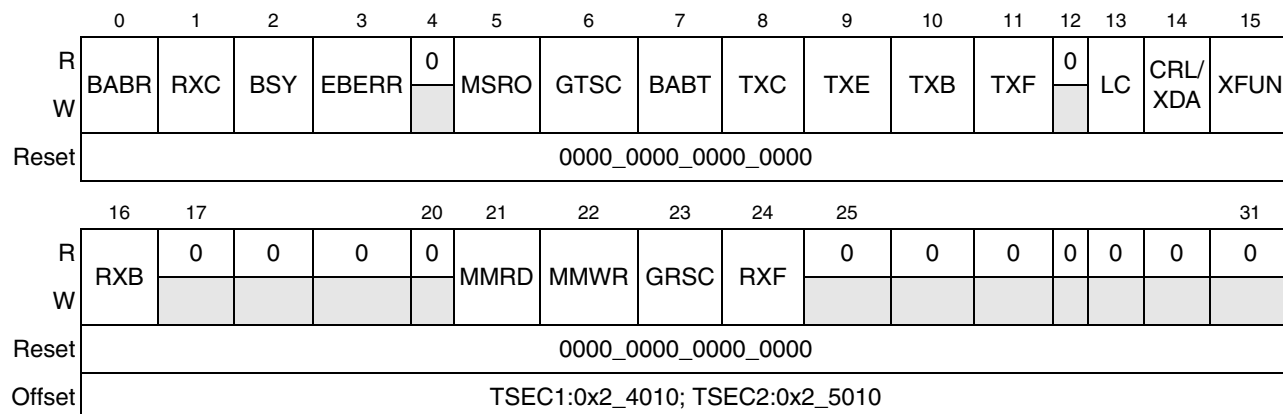 0 1 2 3 4 5 6 7 8 9 10 11 12 13 14 15
R BABR RXC BSY EBERR 0 MSRO GTSC BABT TXC TXE TXB TXF 0 LC CRL/ XFUN
W XDA
Reset 0000_0000_0000_0000
16 17 20 21 22 23 24 25 31
R RXB 0 0 0 0 MMRD MMWR GRSC RXF 0 0 0 0 0 0 0
W
Reset 0000_0000_0000_0000
Offset TSEC1:0x2_4010; TSEC2:0x2_5010